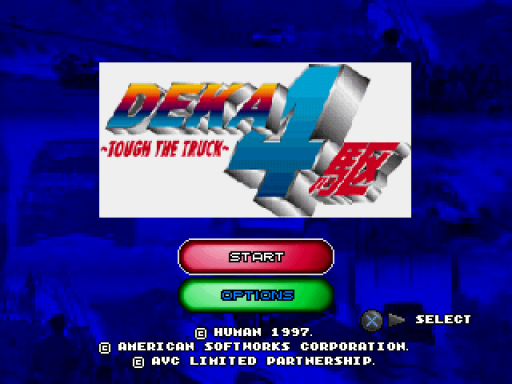 DEKA 4駆
~TOUGH THE TRUCK~
START
OPTIONS
SELECT
© HUMAN 1997.
© AMERICAN SOFTWORKS CORPORATION.
© AVC LIMITED PARTNERSHIP.